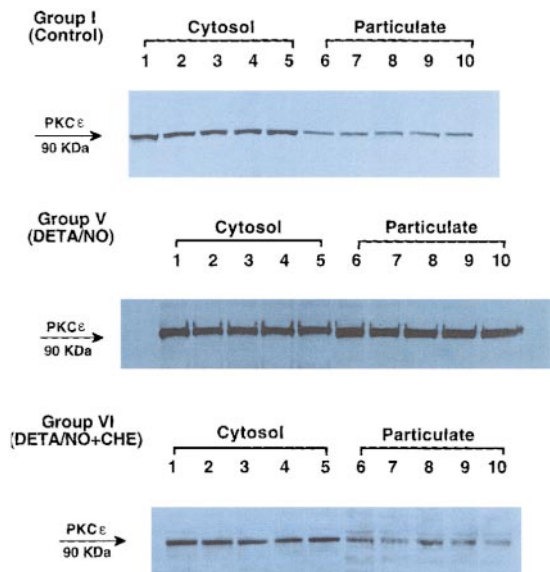 Group I
(Control)
Cytosol
Particulate
1 2 3 4 5 6 7 8 9 10
PKCε
90 KDa
Group V
(DETA/NO)
Cytosol
Particulate
1 2 3 4 5 6 7 8 9 10
PKCε
90 KDa
Group VI
(DETA/NO+CHE)
Cytosol
Particulate
1 2 3 4 5 6 7 8 9 10
PKCε
90 KDa